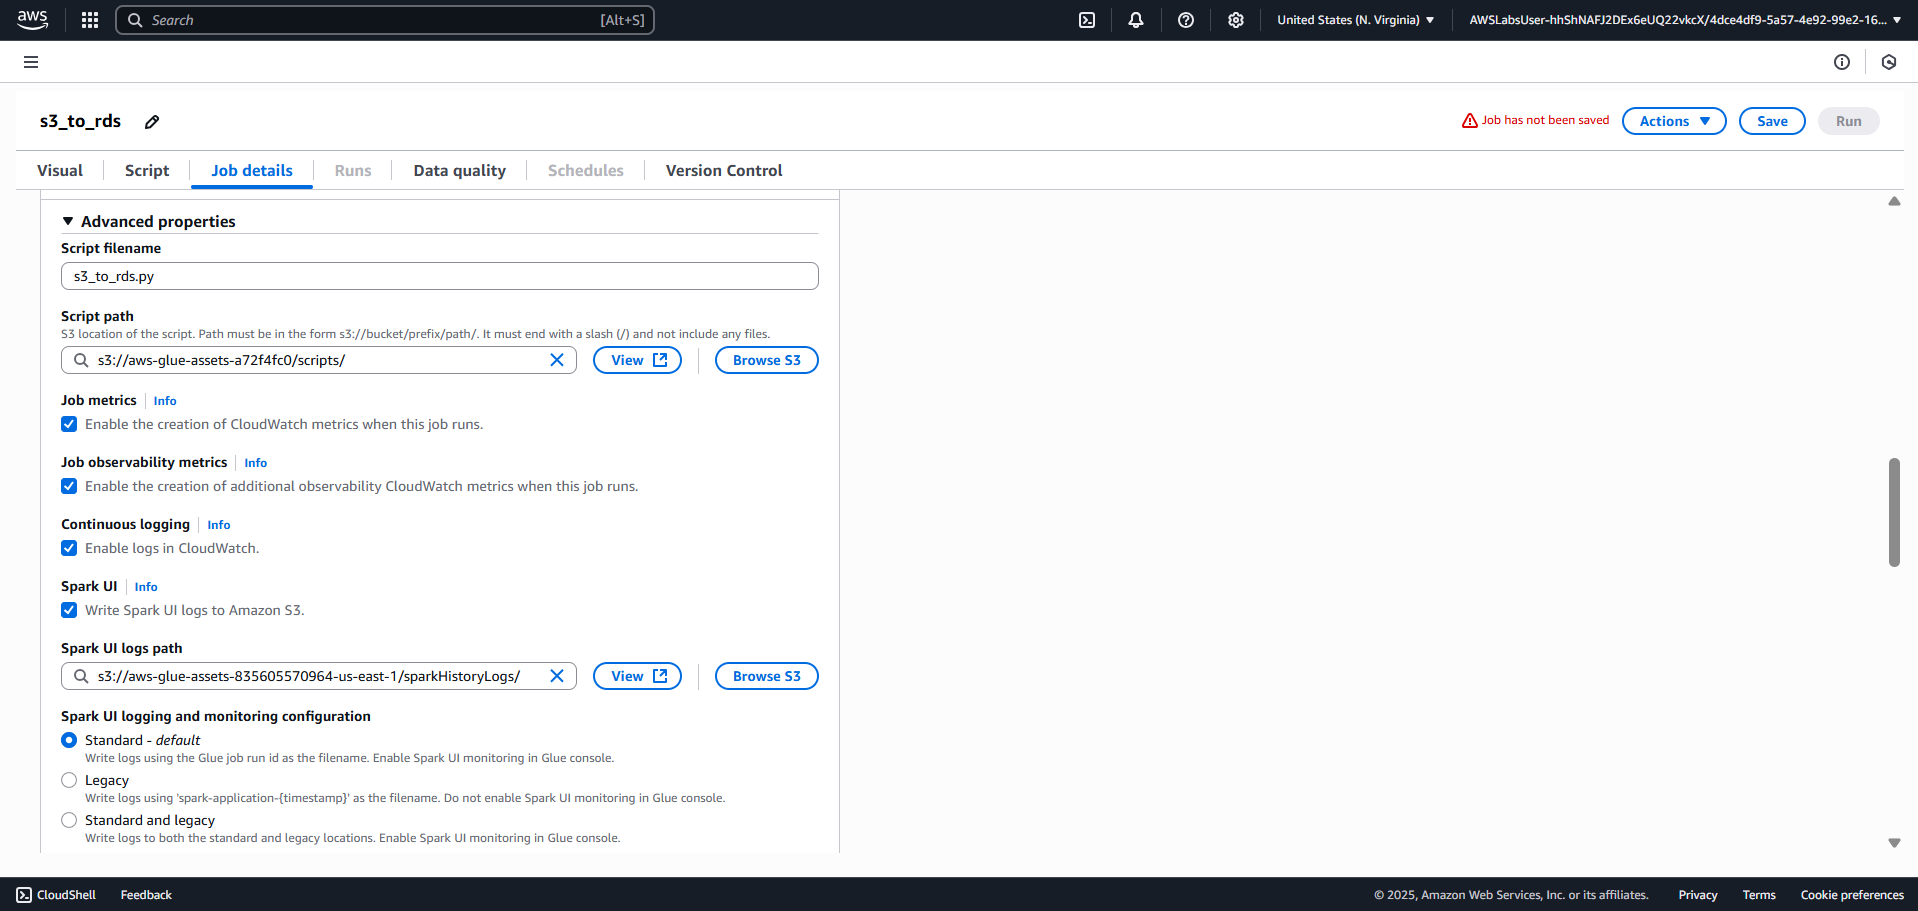 aws
Search [Alt+S]
United States (N. Virginia)
AWSLabsUser-hhShNAFJ2DEx6eUQ22vkcX/4dce4df9-5a57-4e92-99e2-16...
s3_to_rds
Job has not been saved
Actions
Save
Run
Visual
Script
Job details
Runs
Data quality
Schedules
Version Control
Advanced properties
Script filename
s3_to_rds.py
Script path
S3 location of the script. Path must be in the form s3://bucket/prefix/path/. It must end with a slash (/) and not include any files.
s3://aws-glue-assets-a72f4fc0/scripts/
View
Browse S3
Job metrics Info
Enable the creation of CloudWatch metrics when this job runs.
Job observability metrics Info
Enable the creation of additional observability CloudWatch metrics when this job runs.
Continuous logging Info
Enable logs in CloudWatch.
Spark UI Info
Write Spark UI logs to Amazon S3.
Spark UI logs path
s3://aws-glue-assets-835605570964-us-east-1/sparkHistoryLogs/
View
Browse S3
Spark UI logging and monitoring configuration
Standard - default
Write logs using the Glue job run id as the filename. Enable Spark UI monitoring in Glue console.
Legacy
Write logs using 'spark-application-{timestamp}' as the filename. Do not enable Spark UI monitoring in Glue console.
Standard and legacy
Write logs to both the standard and legacy locations. Enable Spark UI monitoring in Glue console.
CloudShell
Feedback
© 2025, Amazon Web Services, Inc. or its affiliates.
Privacy
Terms
Cookie preferences